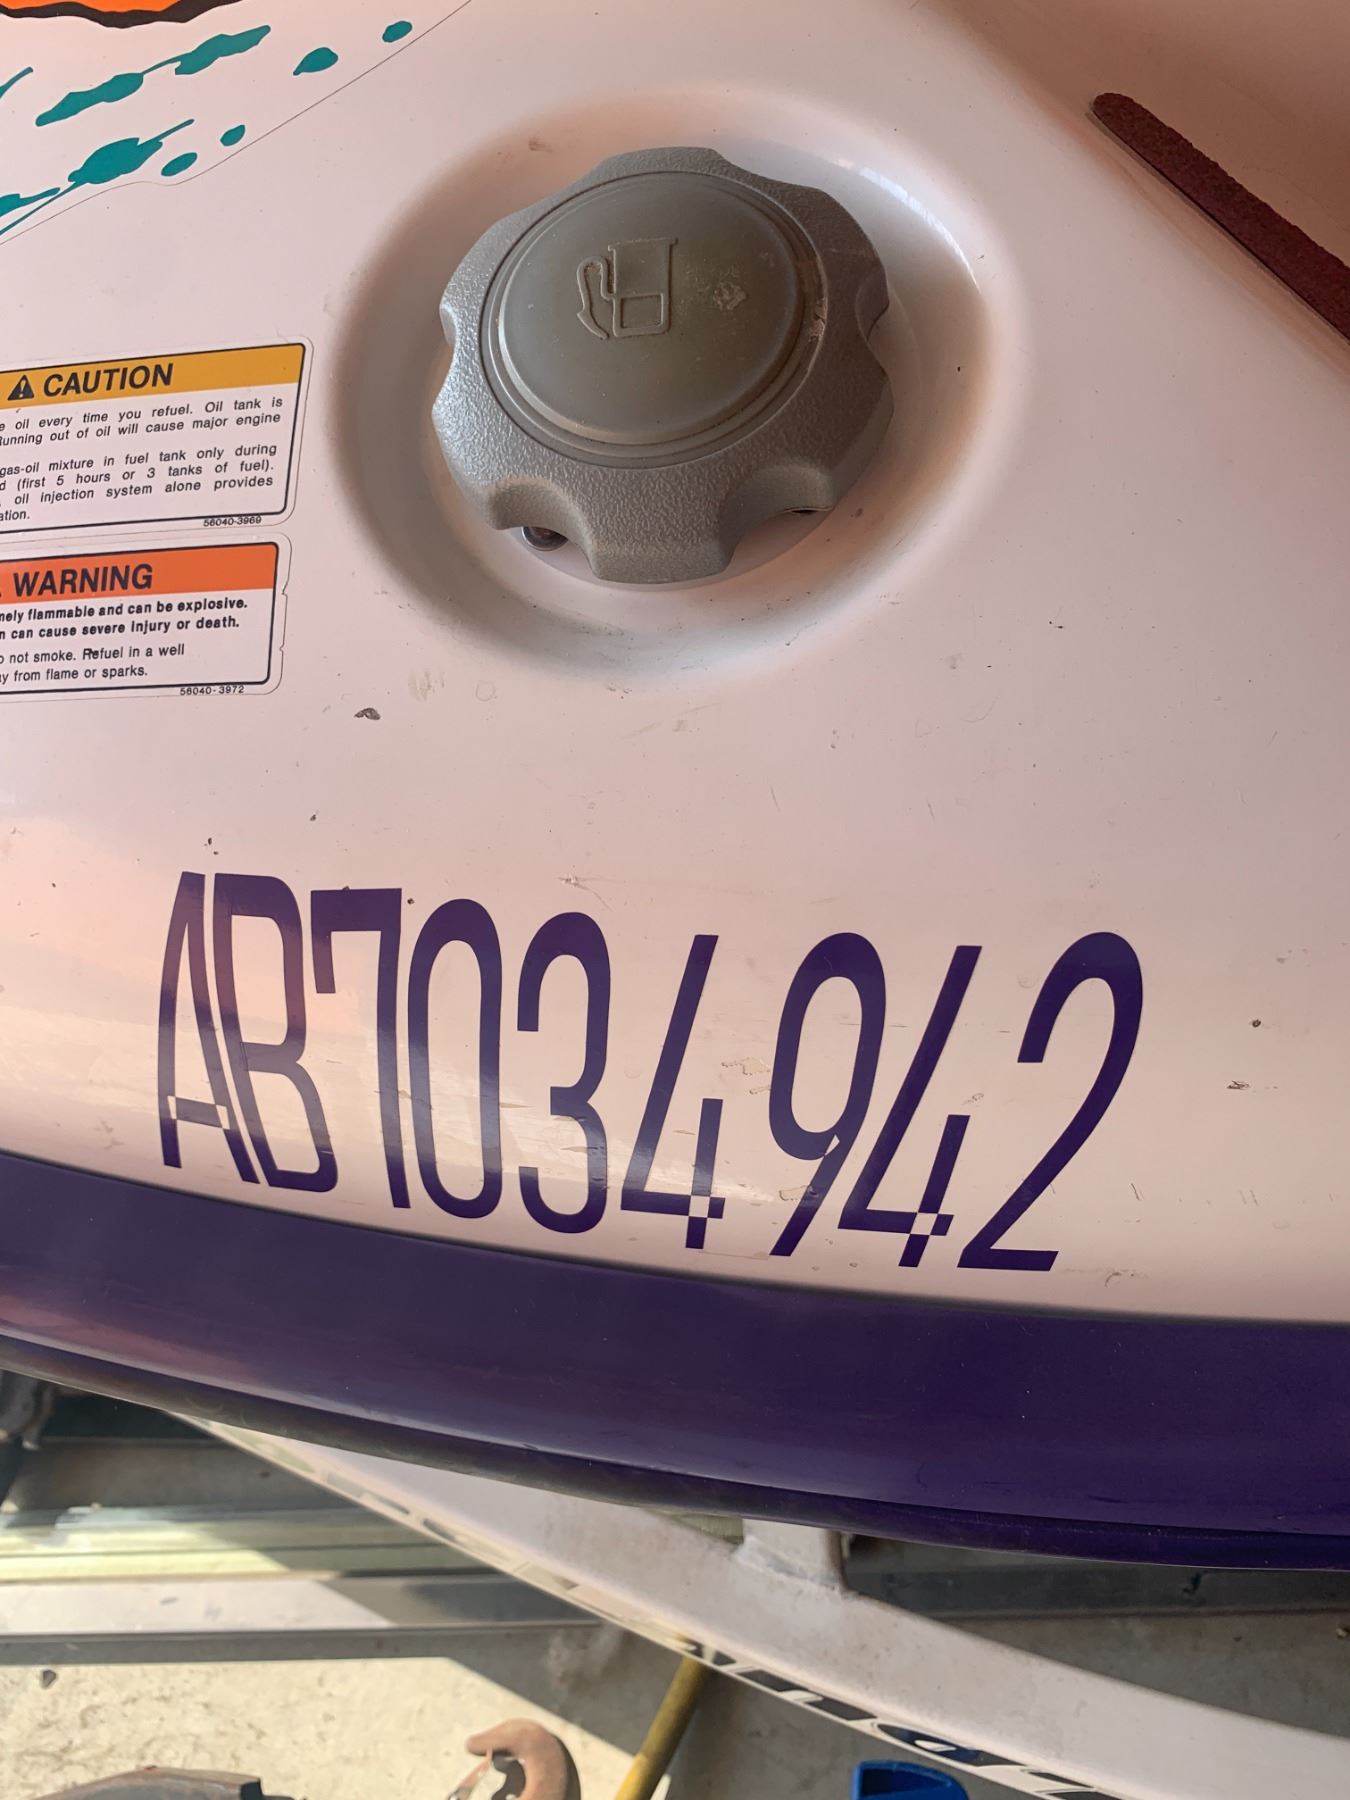 CAUTION
oil every time you refuel. Oil tank is
Running out of oil will cause major engine
gas-oil mixture in fuel tank only during
(first 5 hours or 3 tanks of fuel).
oil injection system alone provides
56040-3969
WARNING
flammable and can be explosive.
can cause severe injury or death.
not smoke. Refuel in a well
from flame or sparks.
56040-3972
AB7034942